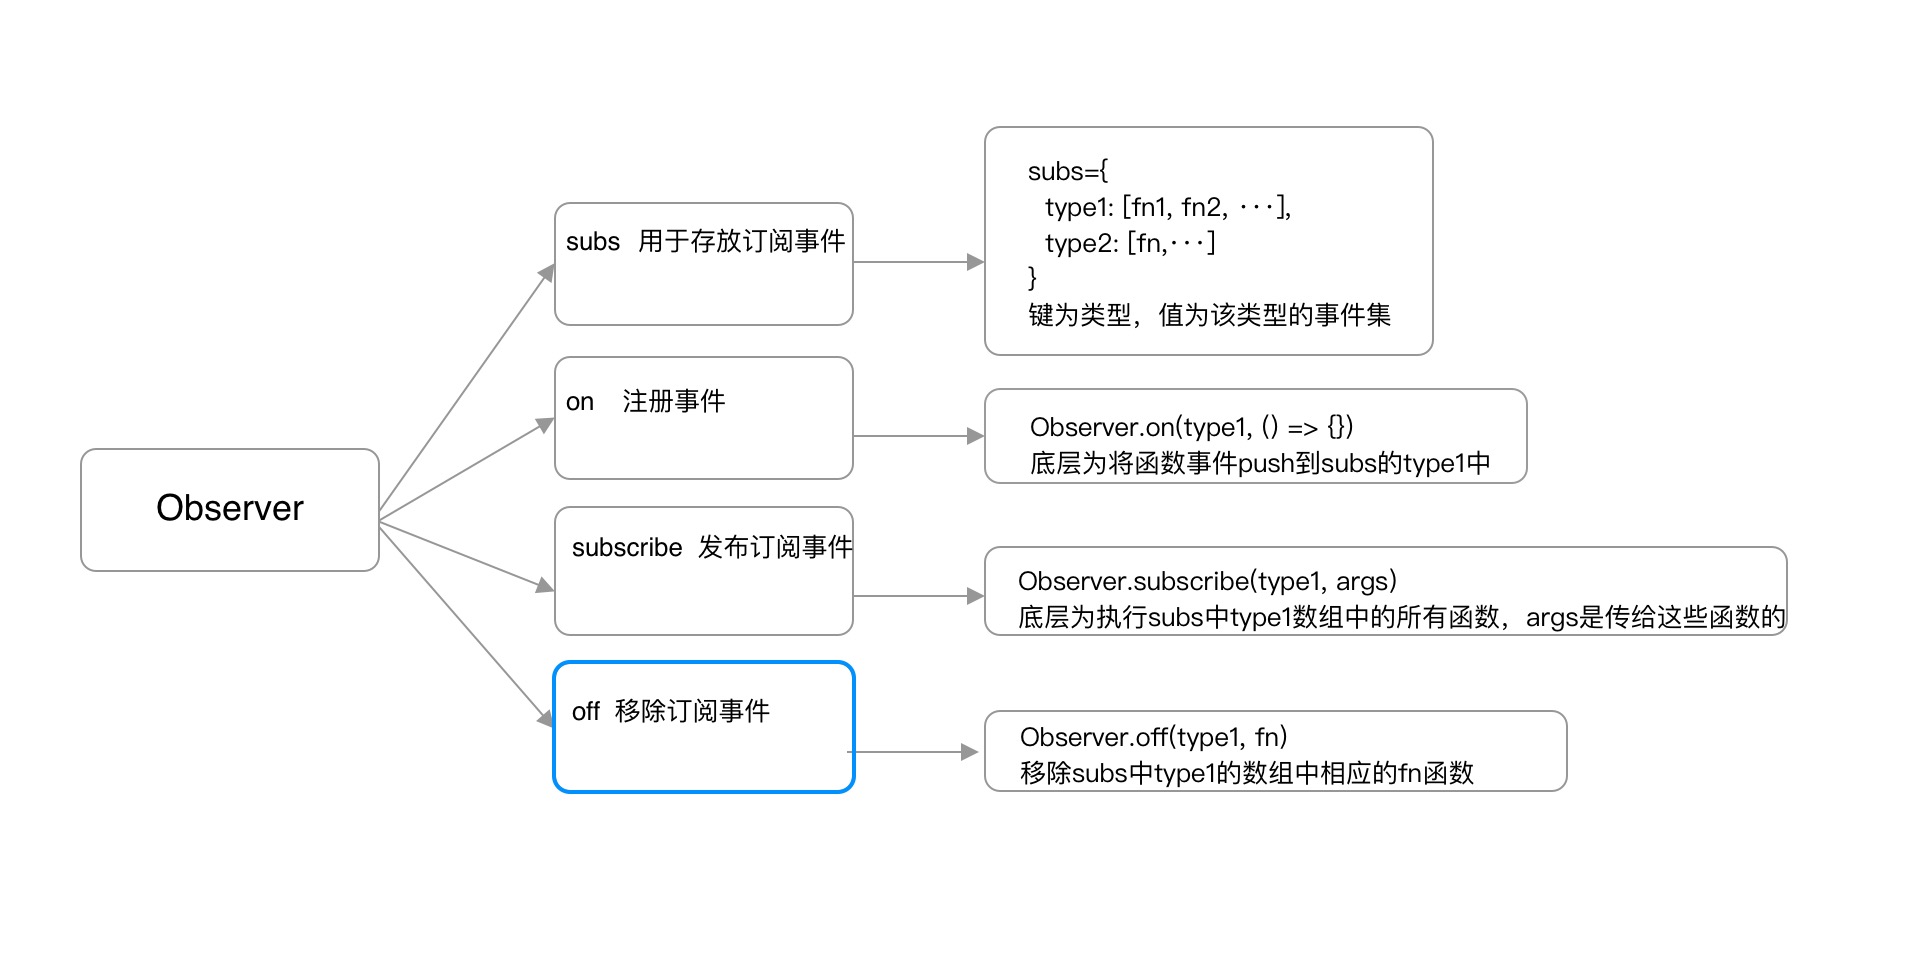 Observer
subs 用于存放订阅事件
subs={
type1: [fn1, fn2, ···],
type2: [fn,···]
}
键为类型，值为该类型的事件集
on 注册事件
Observer.on(type1, () => {})
底层为将函数事件push到subs的type1中
subscribe 发布订阅事件
Observer.subscribe(type1, args)
底层为执行subs中type1数组中的所有函数，args是传给这些函数的
off 移除订阅事件
Observer.off(type1, fn)
移除subs中type1的数组中相应的fn函数